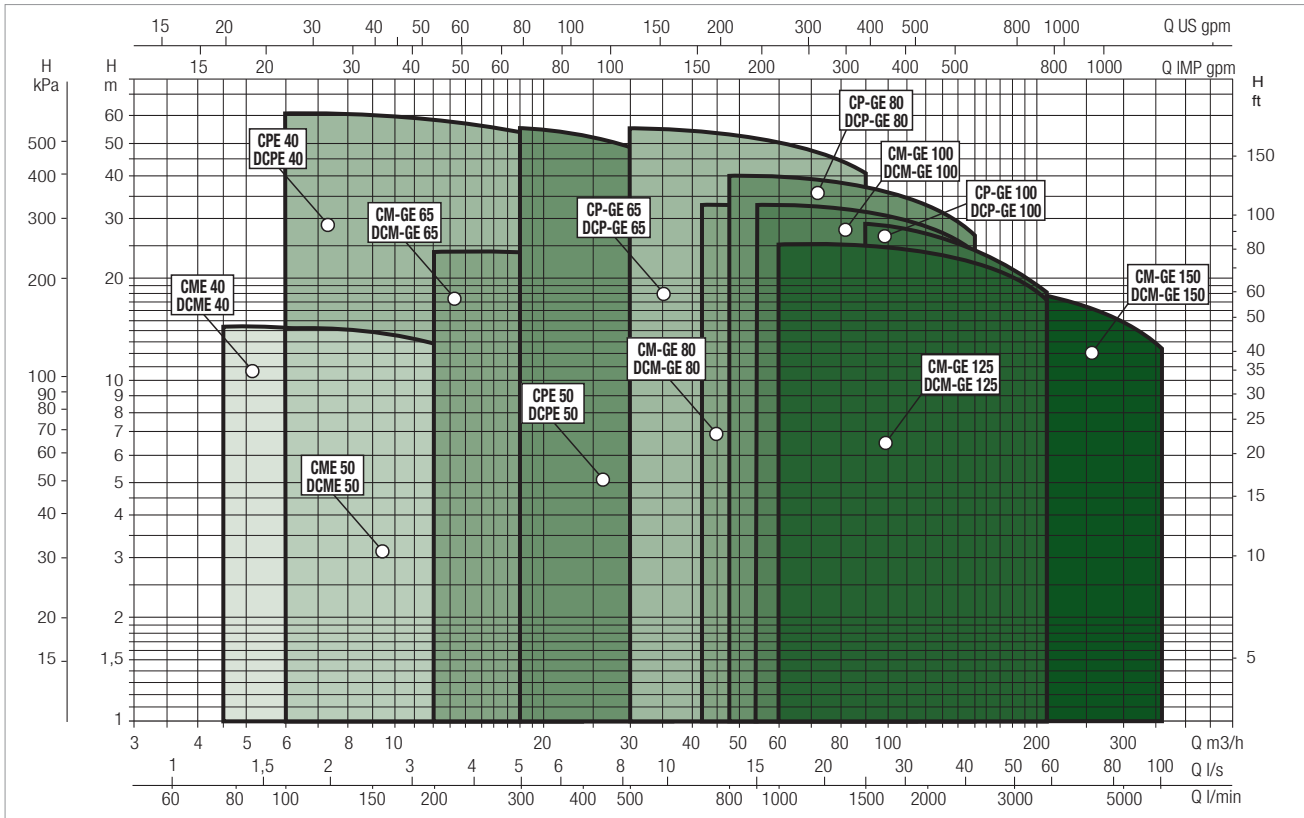 15 20 30 40 50 60 80 100 150 200 300 400 500 800 1000 Q US gpm
H H 15 20 30 40 50 60 80 100 150 200 300 400 500 800 1000 Q IMP gpm H
kPa m ft
60
50
40
30
20
10
9
8
7
6
5
4
3
2
1,5
1
500
400
300
200
100
90
80
70
60
50
40
30
20
15
150
100
80
60
50
40
35
30
25
20
15
10
5
CP-GE 80
DCP-GE 80
CPE 40
DCPE 40
CM-GE 100
DCM-GE 100
CP-GE 100
DCP-GE 100
CM-GE 65
DCM-GE 65
CP-GE 65
DCP-GE 65
CME 40
DCME 40
CM-GE 150
DCM-GE 150
CM-GE 80
DCM-GE 80
CM-GE 125
DCM-GE 125
CPE 50
DCPE 50
CME 50
DCME 50
3 4 5 6 8 10 20 30 40 50 60 80 100 200 300 Q m3/h
1 1,5 2 3 4 5 6 8 10 15 20 30 40 50 60 80 100 Q l/s
60 80 100 150 200 300 400 500 800 1000 1500 2000 3000 5000 Q l/min